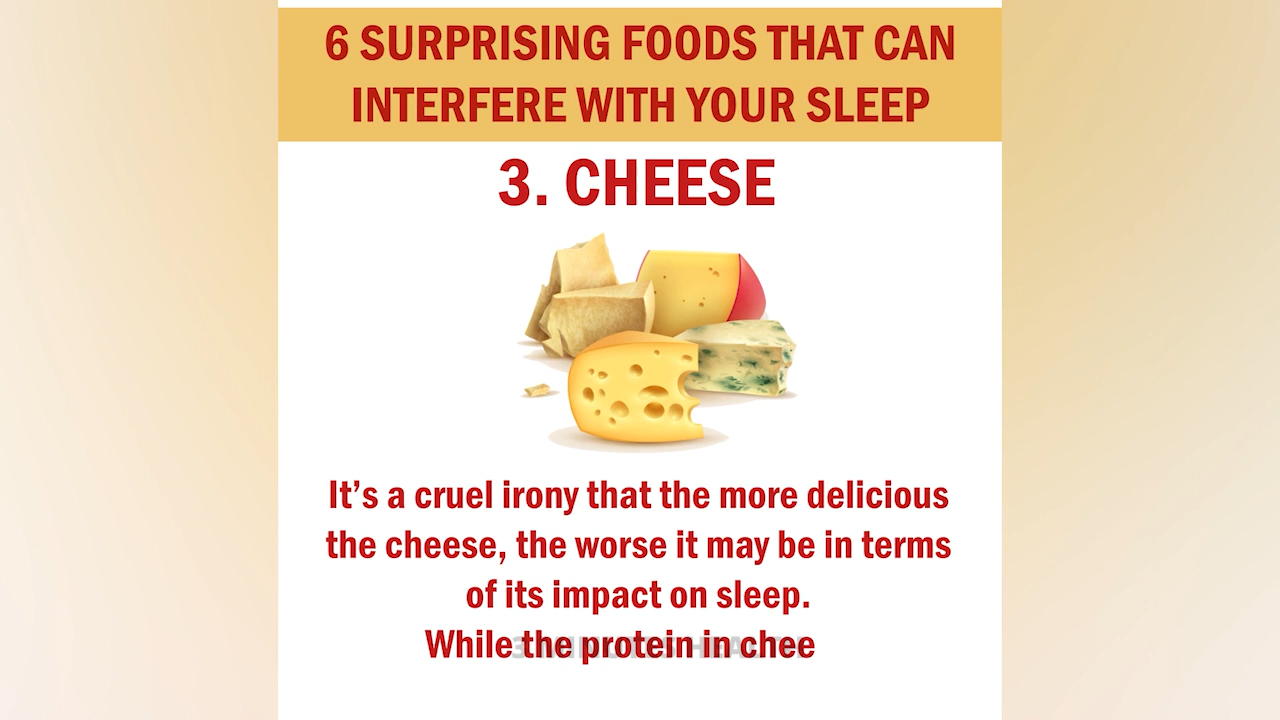 6 SURPRISING FOODS THAT CAN
INTERFERE WITH YOUR SLEEP
3. CHEESE
It's a cruel irony that the more delicious
the cheese, the worse it may be in terms
of its impact on sleep.
While the protein in chee